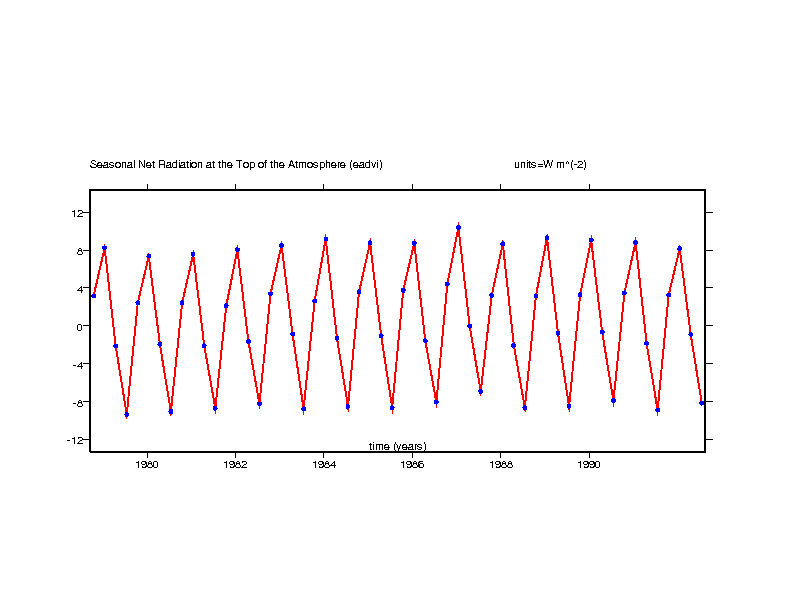 Seasonal Net Radiation at the Top of the Atmosphere (eadvi) units=W m^(-2)
12
8
4
0
-4
-8
-12
time (years)
1980 1982 1984 1986 1988 1990